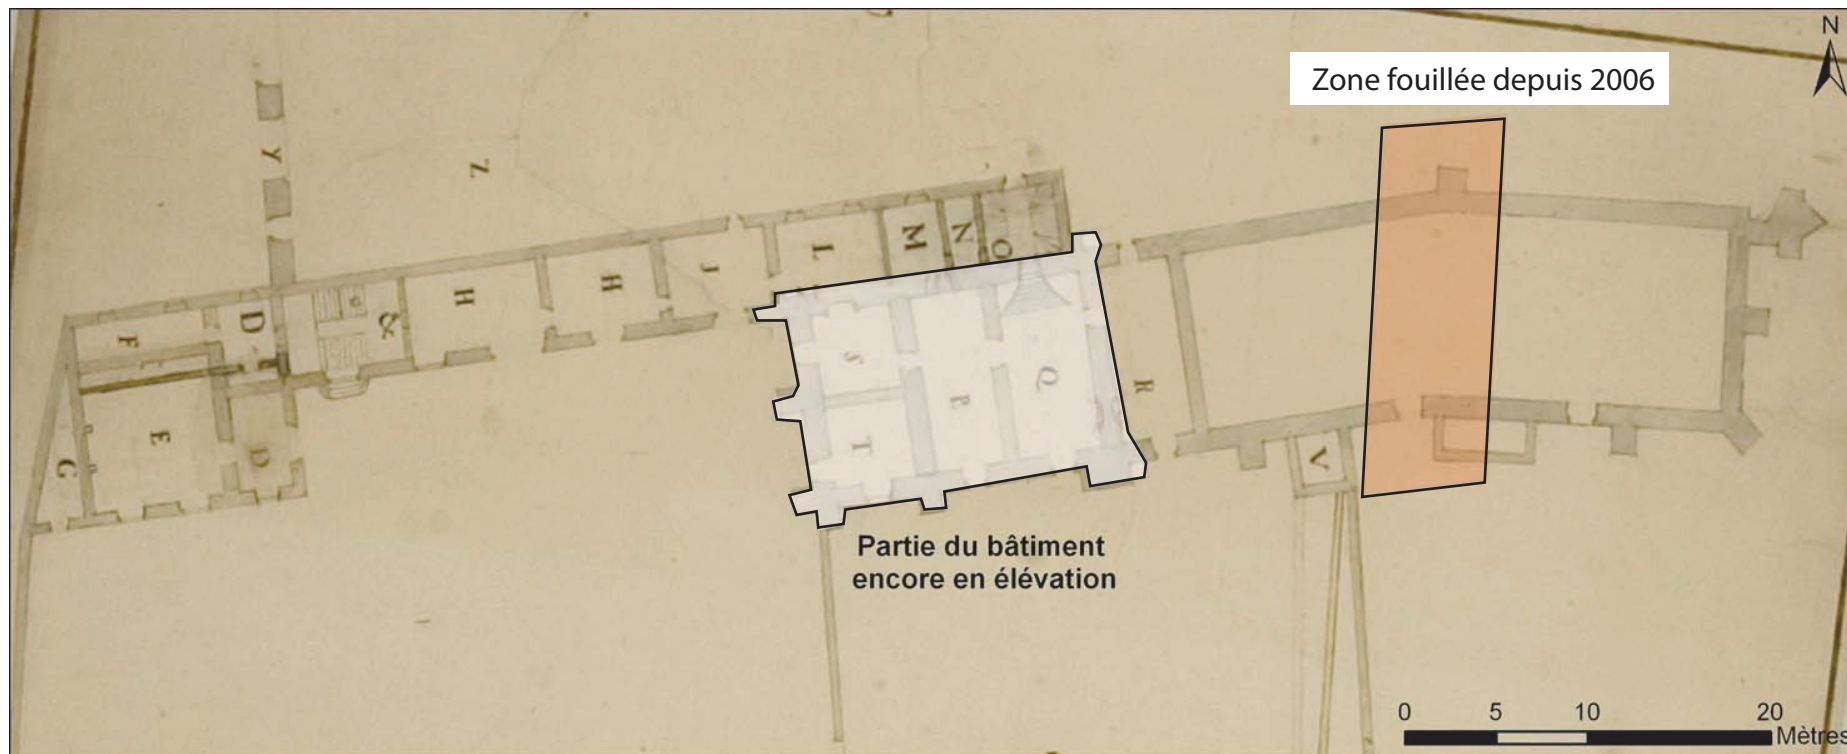 N
Zone fouillée depuis 2006
Y
Z
L
M
N
O
J
H
H
&
D
F
S
P
Q
R
E
D
T
G
V
Partie du bâtiment
encore en élévation
0 5 10 20
Mètres